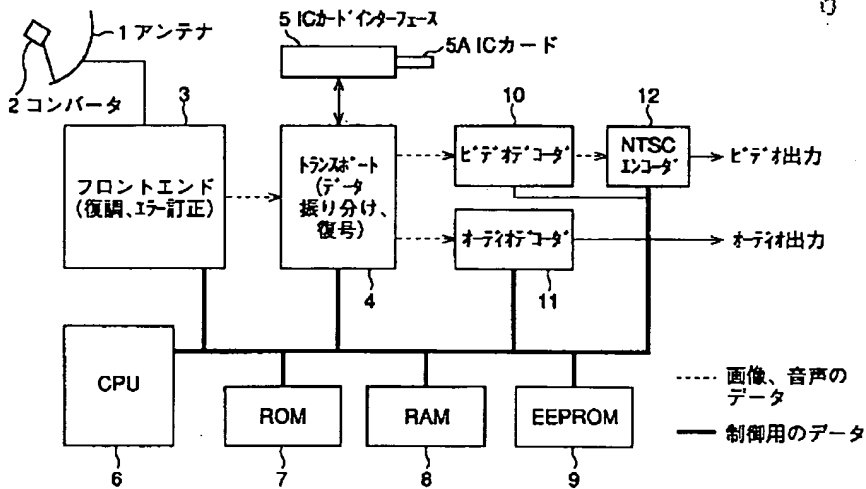 1 アンテナ
2 コンバータ
5 ICカードインターフェース
5A ICカード
3
フロントエンド
(復調、エラー訂正)
トランスポート
(データ
振り分け、
復号)
4
10
ビデオデコーダ
12
NTSC
エンコーダ
ビデオ出力
オーディオデコーダ
オーディオ出力
11
CPU
6
ROM
7
RAM
8
EEPROM
9
画像、音声の
データ
制御用のデータ